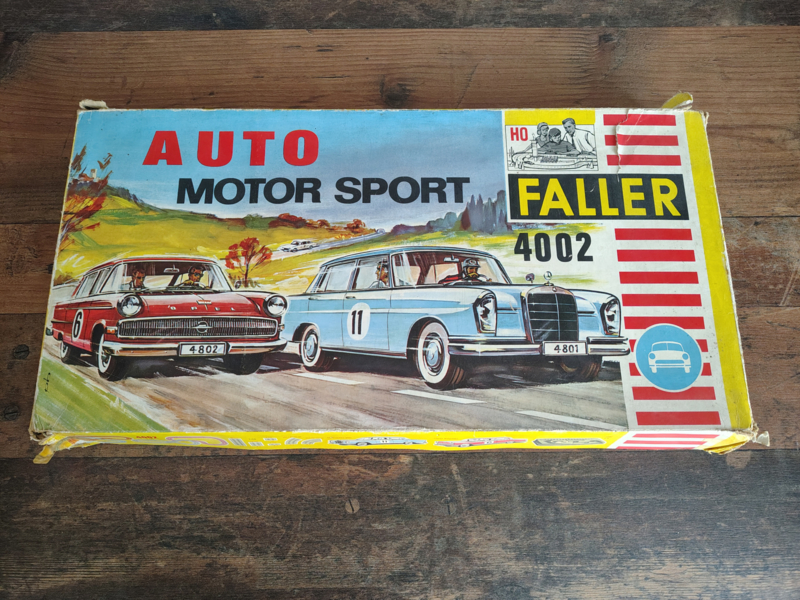 AUTO
MOTOR SPORT
HO
FALLER
4002
OPEL
6
11
4802
4801